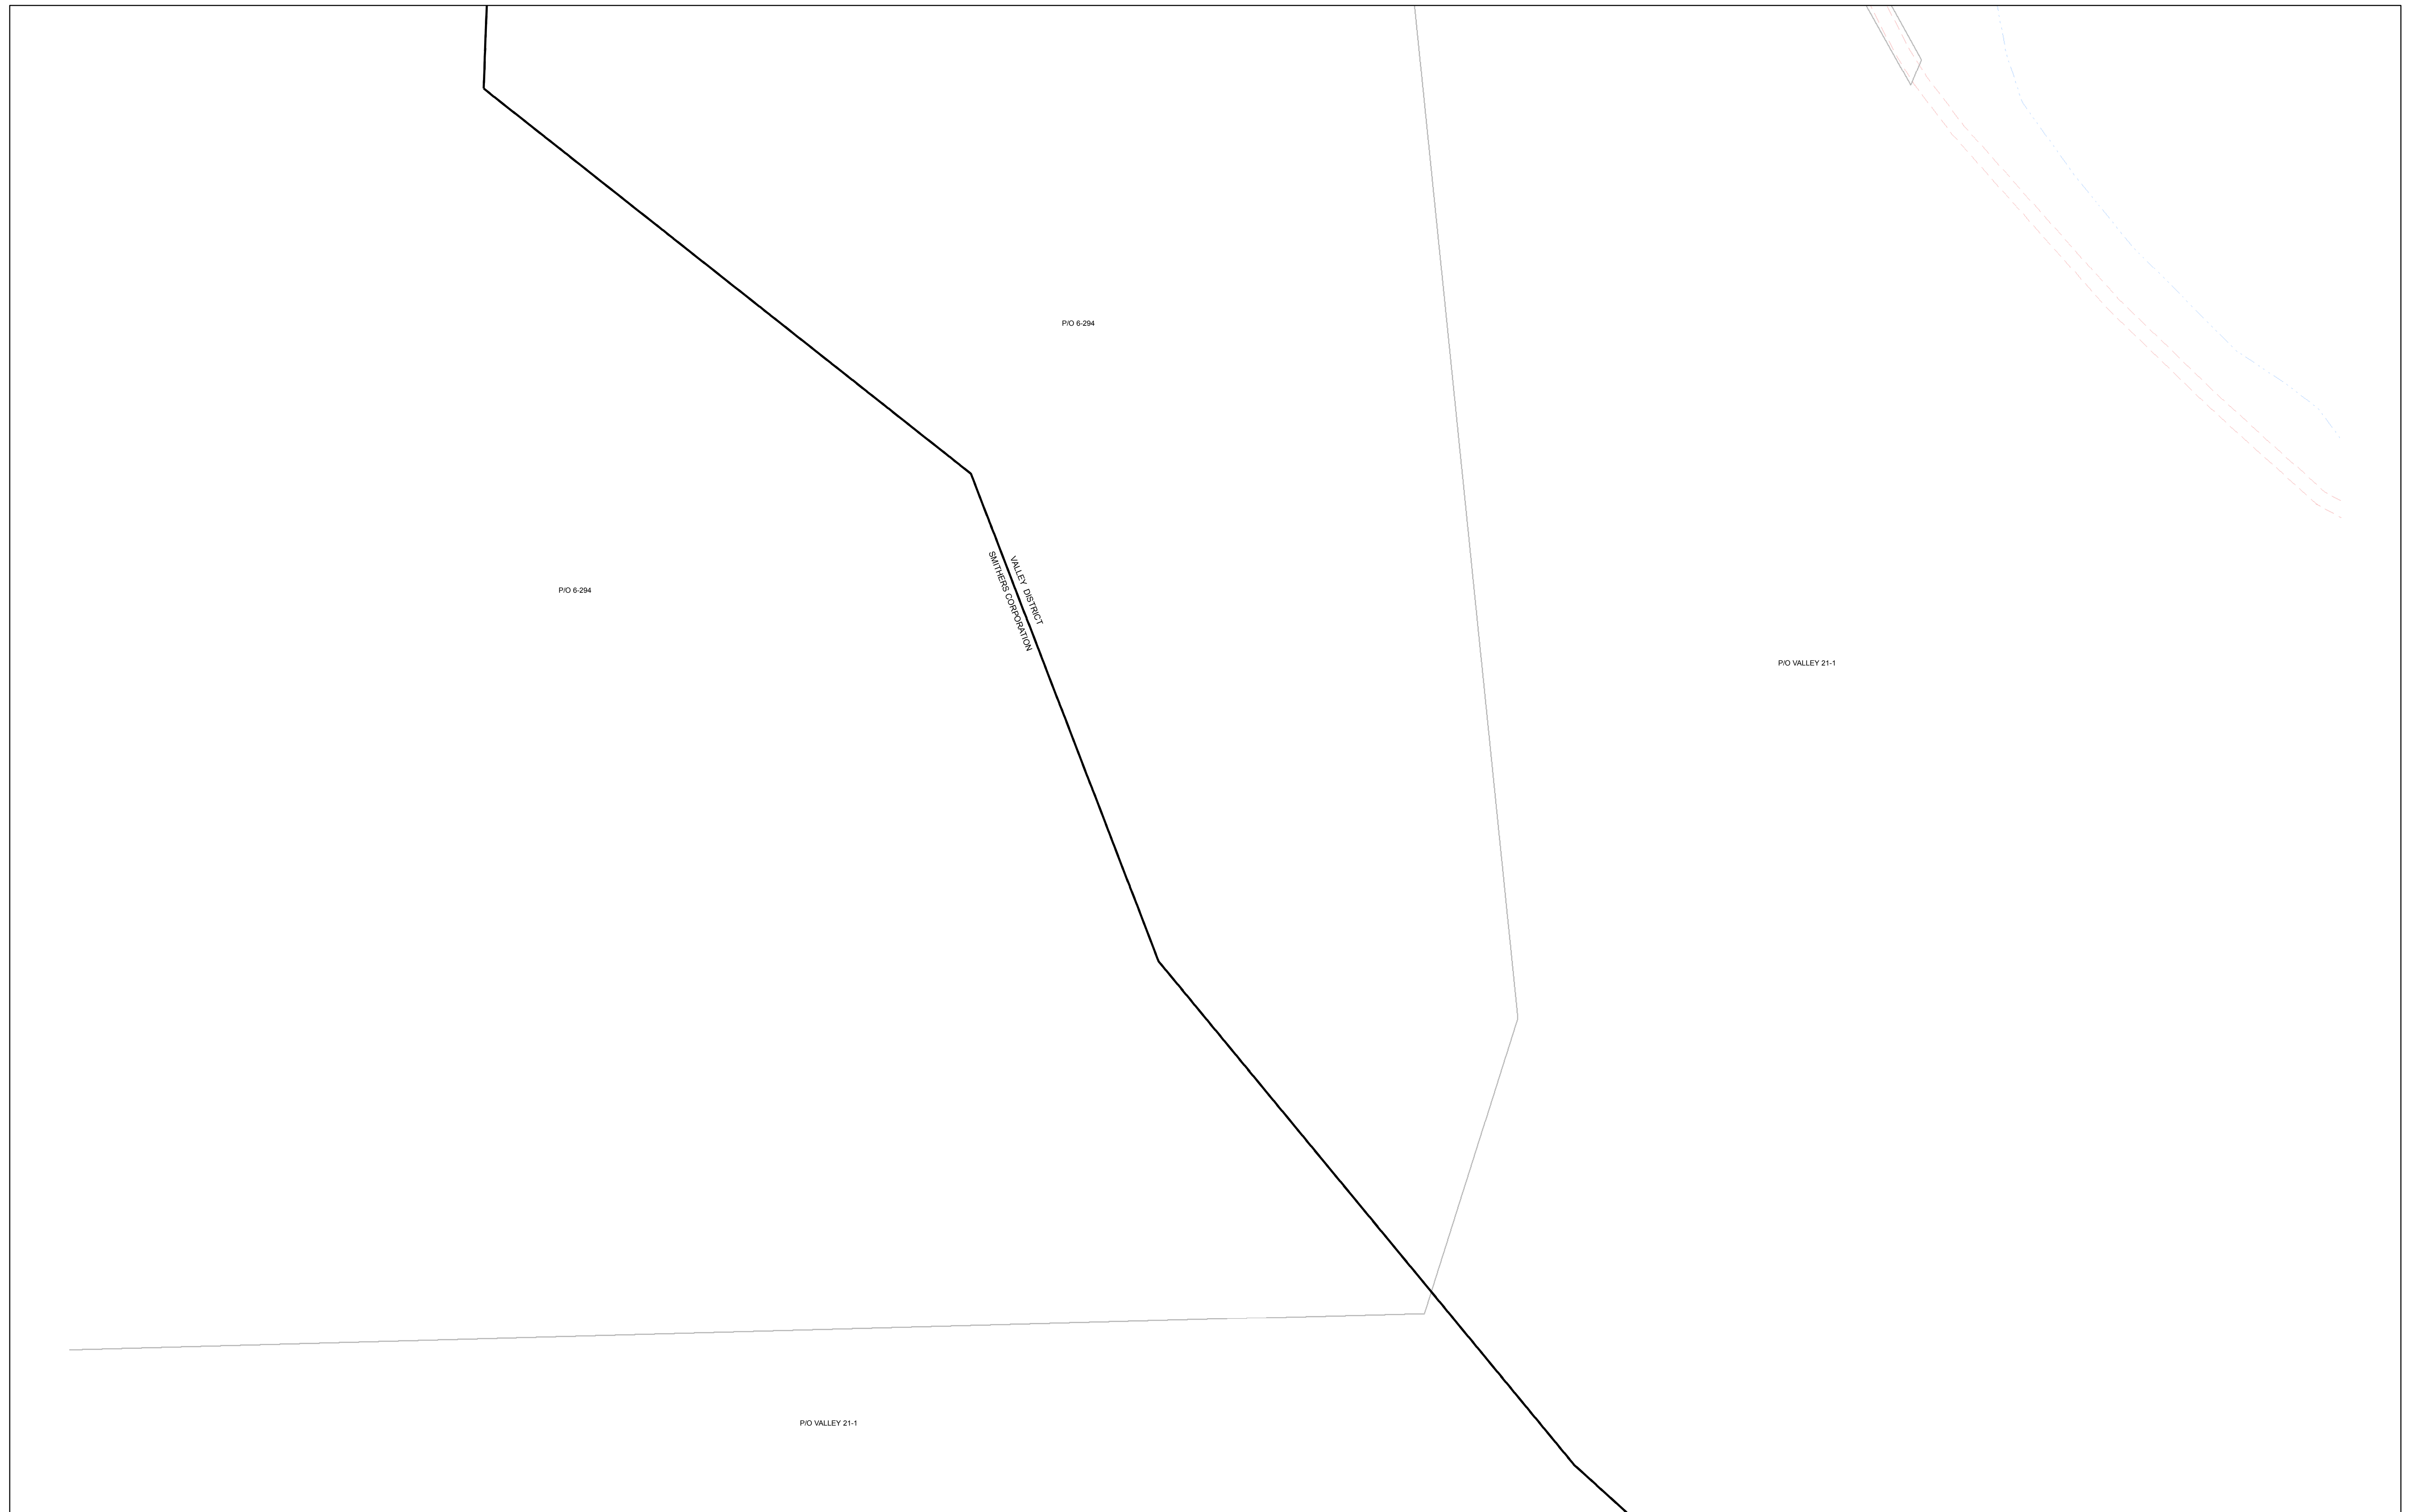 P/O 6-294
P/O 6-294
VALLEY DISTRICT
SMITHERS CORPORATION
P/O VALLEY 21-1
P/O VALLEY 21-1